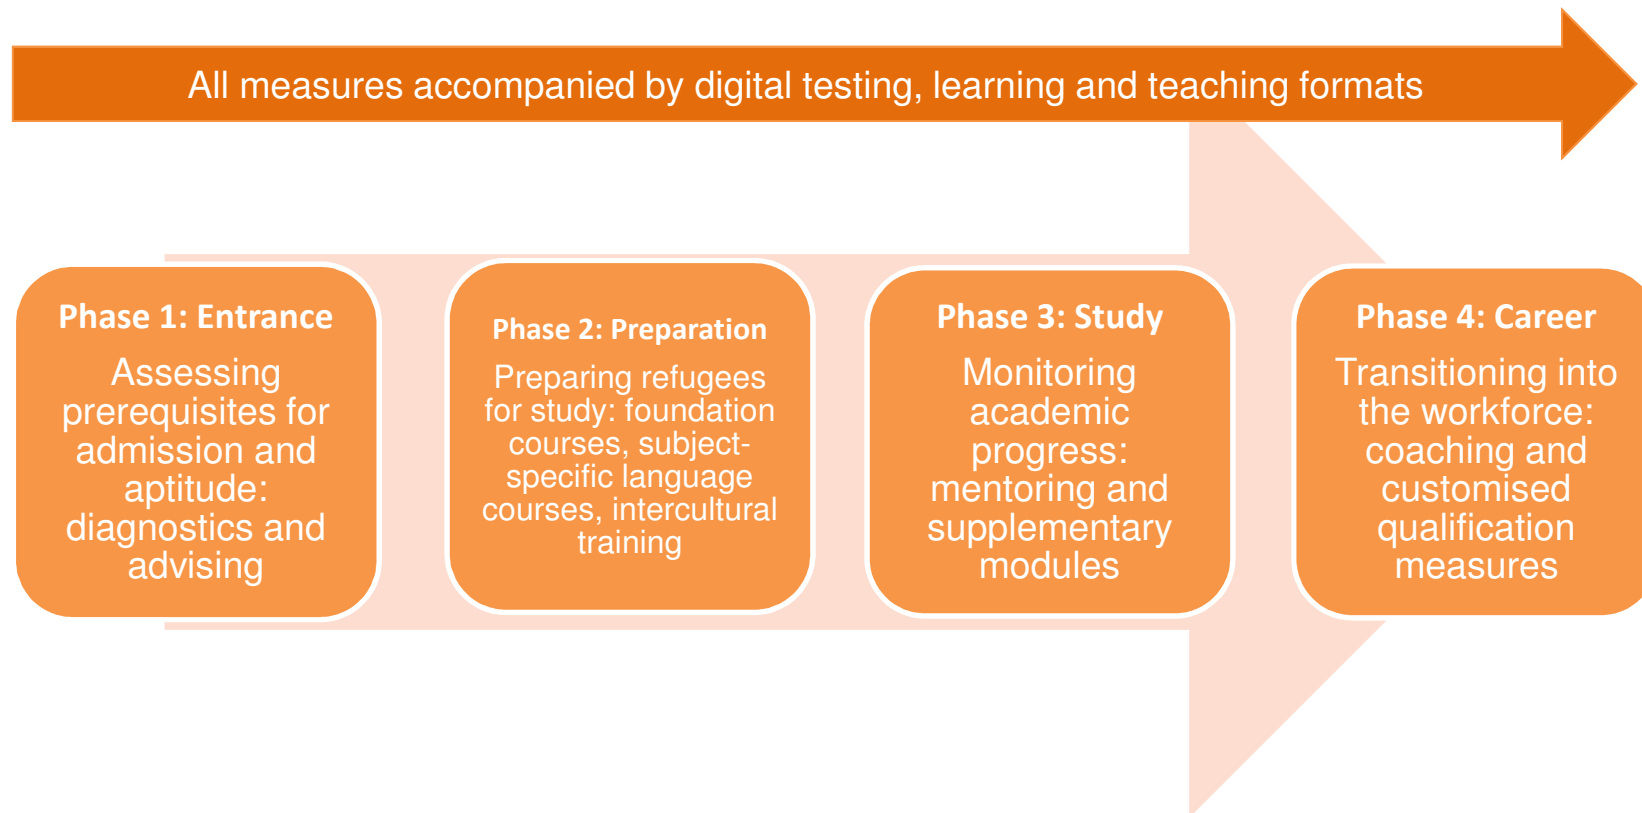 All measures accompanied by digital testing, learning and teaching formats
Phase 1: Entrance
Assessing
prerequisites for
admission and
aptitude:
diagnostics and
advising
Phase 2: Preparation
Preparing refugees
for study: foundation
courses, subject-
specific language
courses, intercultural
training
Phase 3: Study
Monitoring
academic
progress:
mentoring and
supplementary
modules
Phase 4: Career
Transitioning into
the workforce:
coaching and
customised
qualification
measures